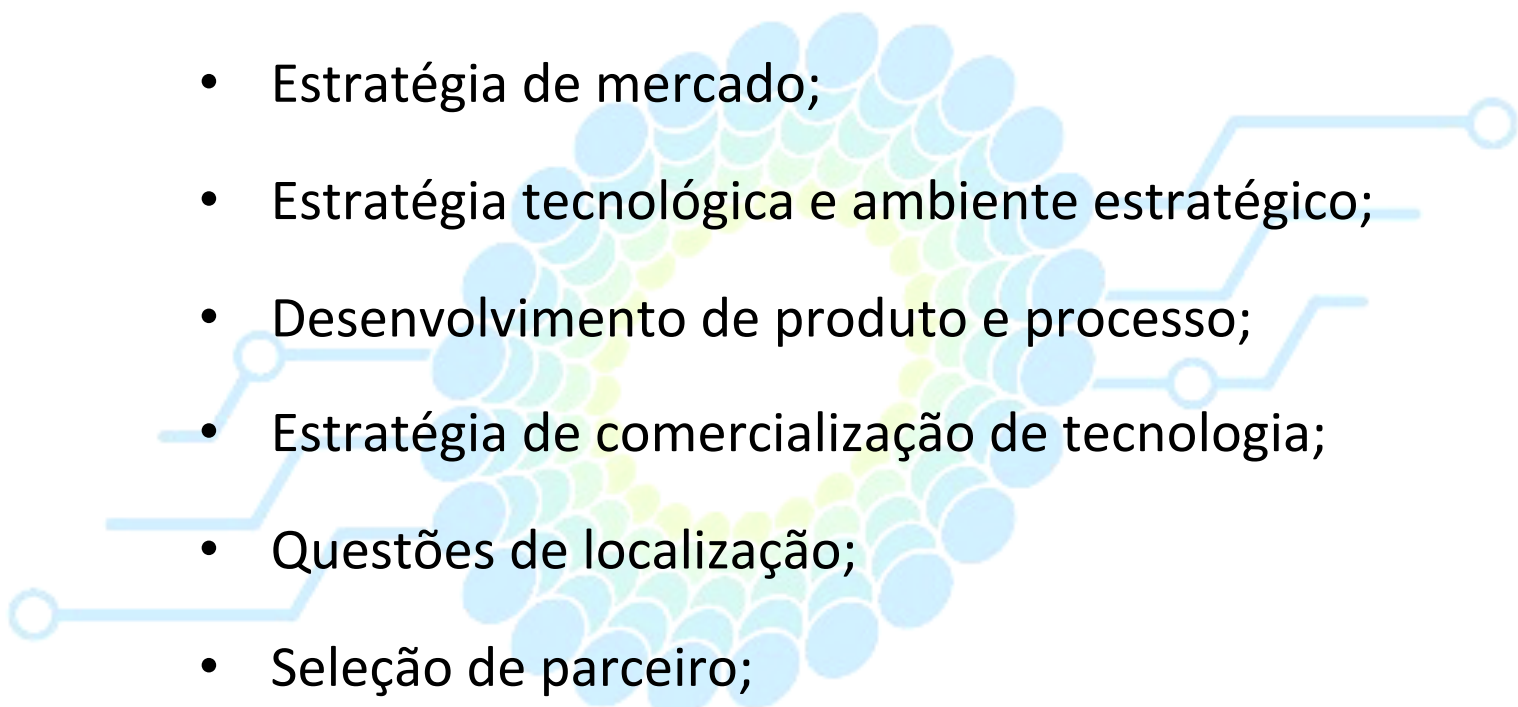 • Estratégia de mercado;
• Estratégia tecnológica e ambiente estratégico;
• Desenvolvimento de produto e processo;
• Estratégia de comercialização de tecnologia;
• Questões de localização;
• Seleção de parceiro;